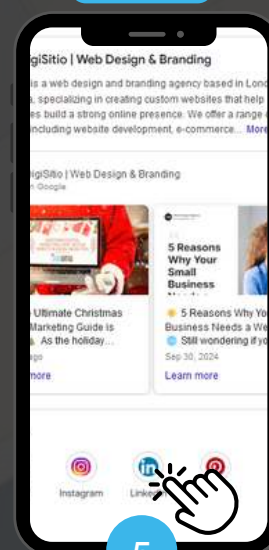 igiSitio | Web Design & Branding
is a web design and branding agency based in Lond
a, specializing in creating custom websites that help
es build a strong online presence. We offer a range
including website development, e-commerce... More
igiSitio | Web Design & Branding
n Google
5 Reasons
Why Your
Small
Business
Ultimate Christmas
Marketing Guide is
As the holiday...
ago
more
5 Reasons Why Yo
Business Needs a We
Still wondering if yo
Sep 30, 2024
Learn more
Instagram
Linke
5